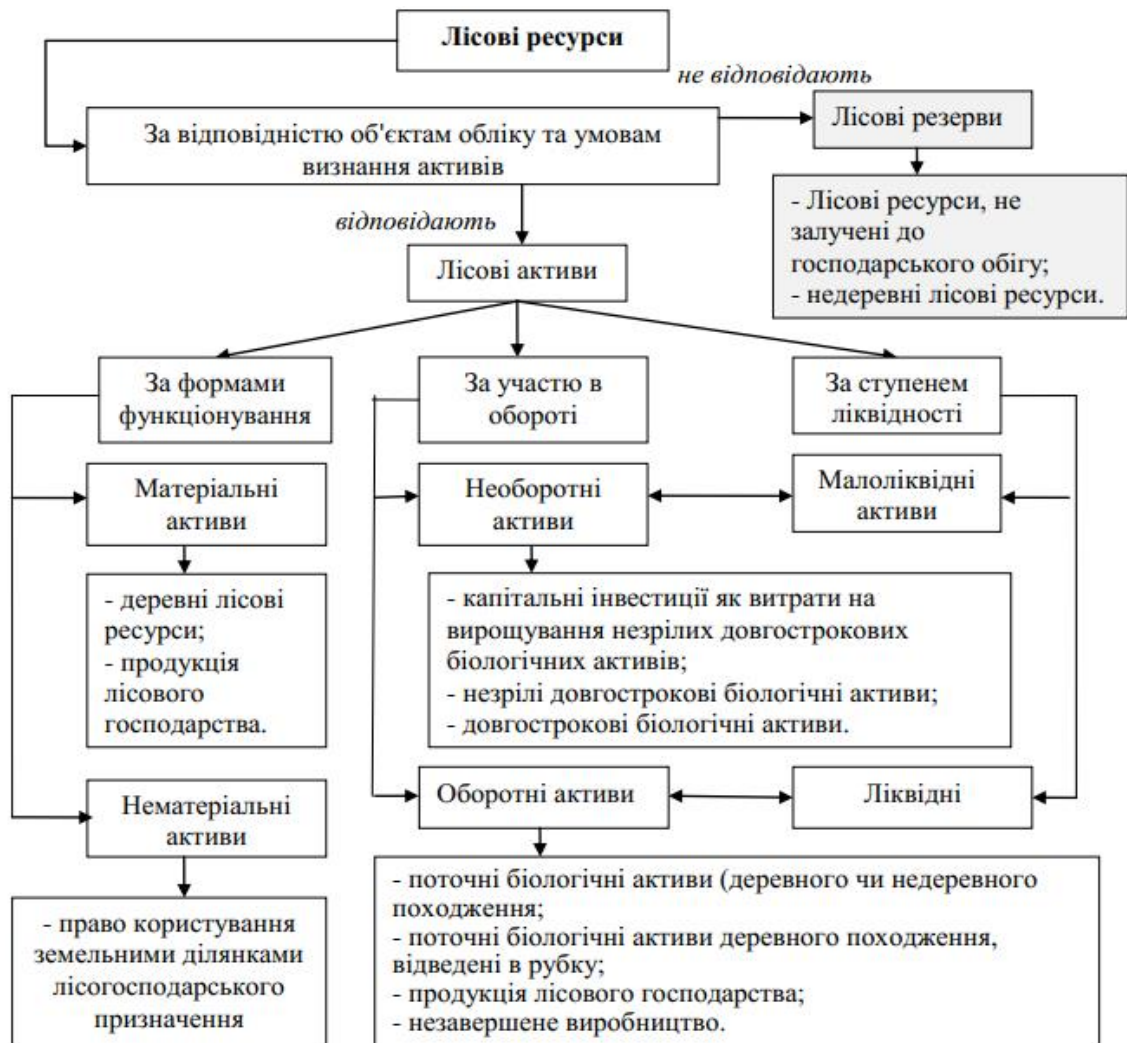 Лісові ресурси
не відповідають
За відповідністю об'єктам обліку та умовам
визнання активів
Лісові резерви
- Лісові ресурси, не
залучені до
господарського обігу;
- недеревні лісові ресурси.
відповідають
Лісові активи
За формами
функціонування
За участю в
обороті
За ступенем
ліквідності
Матеріальні
активи
Необоротні
активи
Малоліквідні
активи
- деревні лісові
ресурси;
- продукція
лісового
господарства.
- капітальні інвестиції як витрати на
вирощування незрілих довгострокових
біологічних активів;
- незрілі довгострокові біологічні активи;
- довгострокові біологічні активи.
Нематеріальні
активи
Оборотні активи
Ліквідні
- право користування
земельними ділянками
лісогосподарського
призначення
- поточні біологічні активи (деревного чи недеревного
походження;
- поточні біологічні активи деревного походження,
відведені в рубку;
- продукція лісового господарства;
- незавершене виробництво.